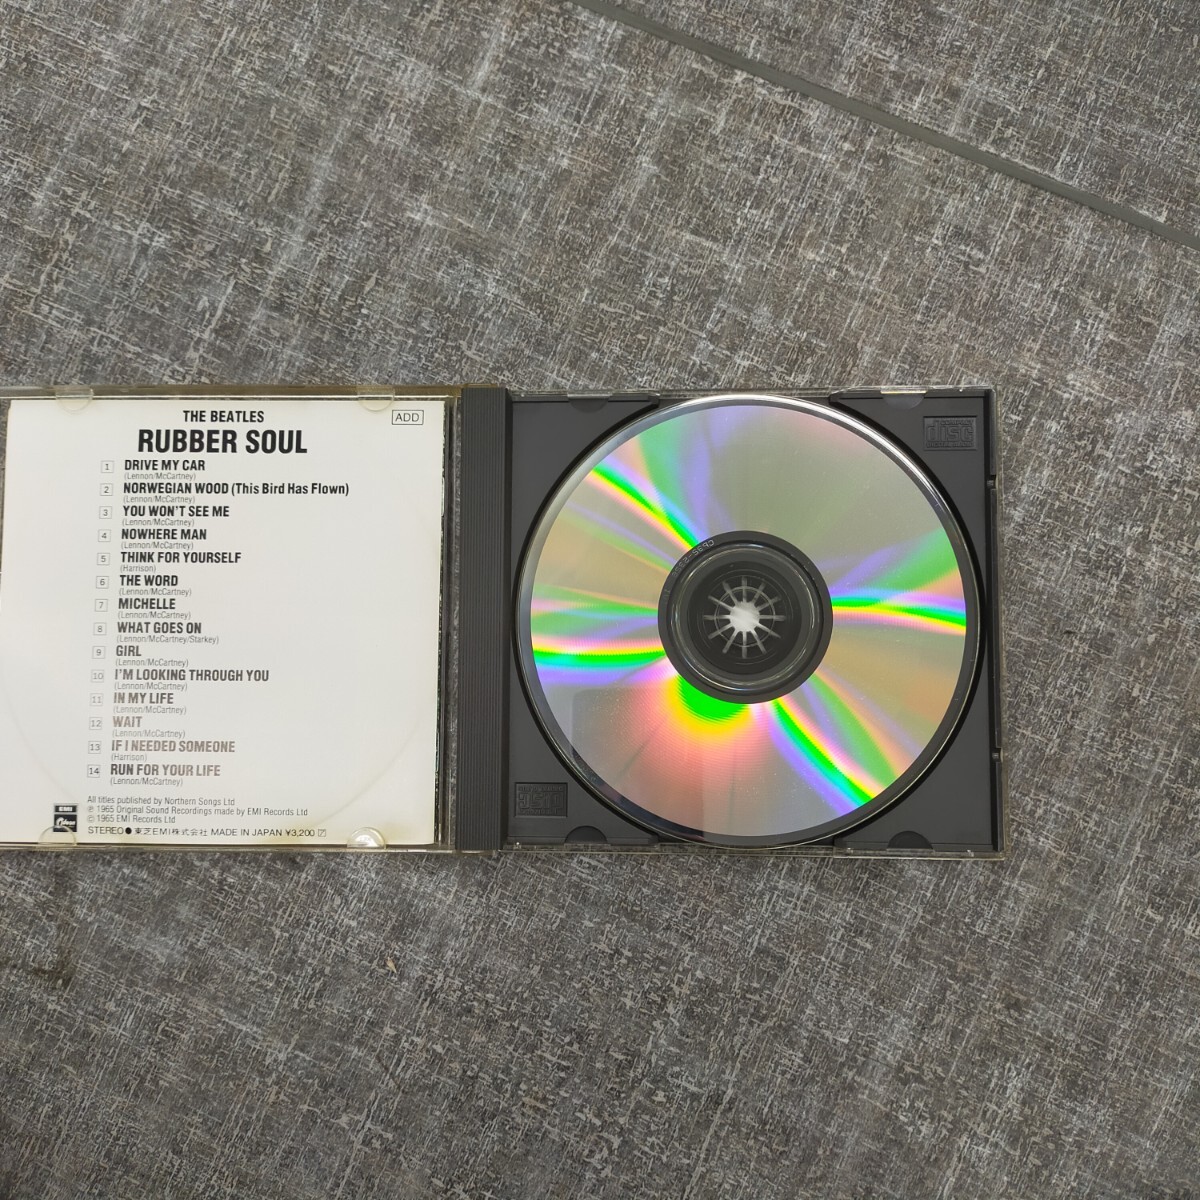 THE BEATLES
ADD
RUBBER SOUL
1 DRIVE MY CAR
(Lennon/McCartney)
2 NORWEGIAN WOOD (This Bird Has Flown)
(Lennon/McCartney)
3 YOU WON'T SEE ME
(Lennon/McCartney)
4 NOWHERE MAN
(Lennon/McCartney)
5 THINK FOR YOURSELF
(Harrison)
6 THE WORD
(Lennon/McCartney)
7 MICHELLE
(Lennon/McCartney)
8 WHAT GOES ON
(Lennon/McCartney/Starkey)
9 GIRL
(Lennon/McCartney)
10 I'M LOOKING THROUGH YOU
(Lennon/McCartney)
11 IN MY LIFE
(Lennon/McCartney)
12 WAIT
(Lennon/McCartney)
13 IF I NEEDED SOMEONE
(Harrison)
14 RUN FOR YOUR LIFE
(Lennon/McCartney)
All titles published by Northern Songs Ltd
℗ 1965 Original Sound Recordings made by EMI Records Ltd
© 1965 EMI Records Ltd
STEREO ● 東芝EMI株式会社 MADE IN JAPAN ¥3,200
EMI
Odeon
COMPACT
disc
DIGITAL AUDIO